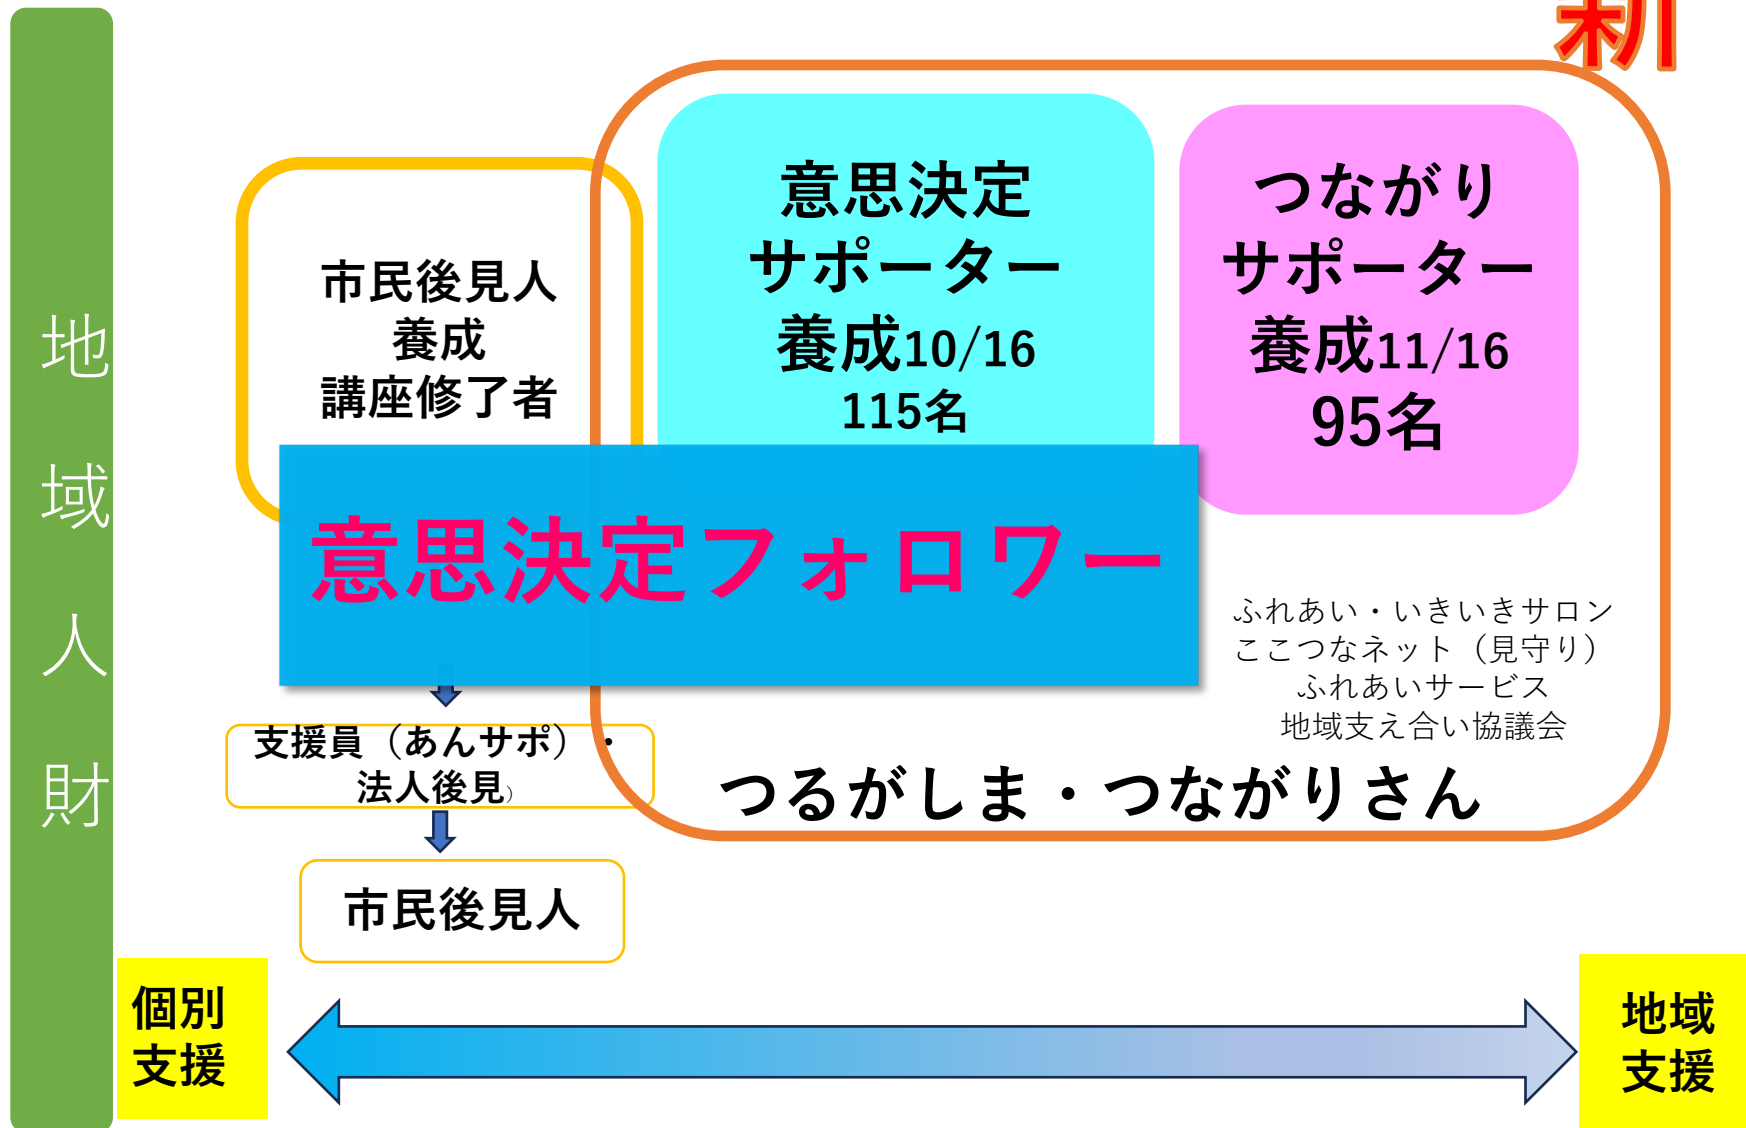 新
地域人財
市民後見人
養成
講座修了者
意思決定
サポーター
養成10/16
115名
つながり
サポーター
養成11/16
95名
意思決定フォロワー
ふれあい・いきいきサロン
ここつなネット（見守り）
ふれあいサービス
地域支え合い協議会
支援員（あんサポ）・
法人後見）
つるがしま・つながりさん
市民後見人
個別
支援
地域
支援